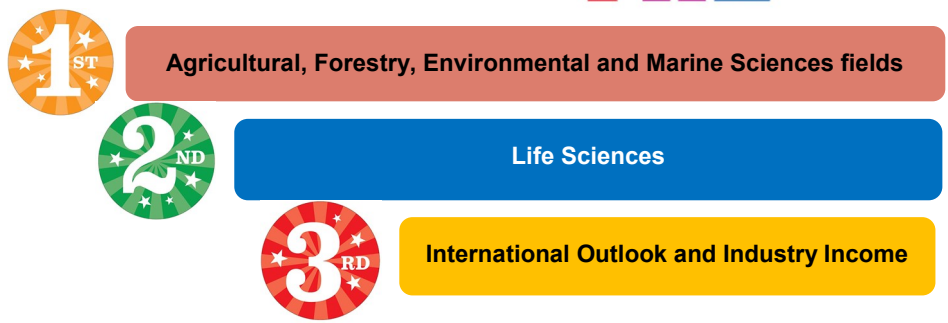 1ST
Agricultural, Forestry, Environmental and Marine Sciences fields
2ND
Life Sciences
3RD
International Outlook and Industry Income